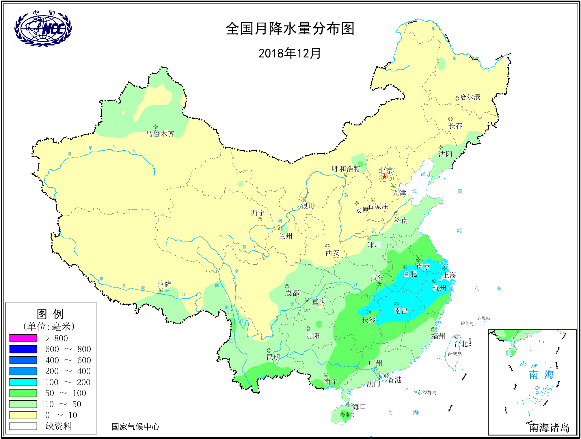 NCC
全国月降水量分布图
2018年12月
哈尔滨
长春
乌鲁木齐
沈阳
呼和浩特
北京
天津
石家庄
太原
银川
西宁
济南
兰州
西安
拉萨
成都
南京
合肥
上海
武汉
杭州
重庆
南昌
长沙
贵阳
福州
台北
昆明
广州
南宁
香港
澳门
海口
南海
南海诸岛
图 例
(单位:毫米)
> 800
600 ~ 800
400 ~ 600
200 ~ 400
100 ~ 200
50 ~ 100
10 ~ 50
0 ~ 10
缺资料
国家气候中心